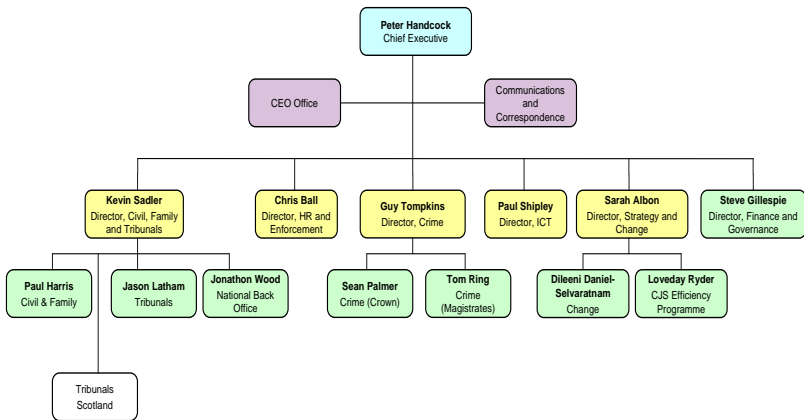 Peter Handcock
Chief Executive
CEO Office
Communications
and
Correspondence
Kevin Sadler
Director, Civil, Family
and Tribunals
Chris Ball
Director, HR and
Enforcement
Guy Tompkins
Director, Crime
Paul Shipley
Director, ICT
Sarah Albon
Director, Strategy and
Change
Steve Gillespie
Director, Finance and
Governance
Paul Harris
Civil & Family
Jason Latham
Tribunals
Jonathon Wood
National Back
Office
Sean Palmer
Crime (Crown)
Tom Ring
Crime
(Magistrates)
Dileeni Daniel-
Selvaratnam
Change
Loveday Ryder
CJS Efficiency
Programme
Tribunals
Scotland